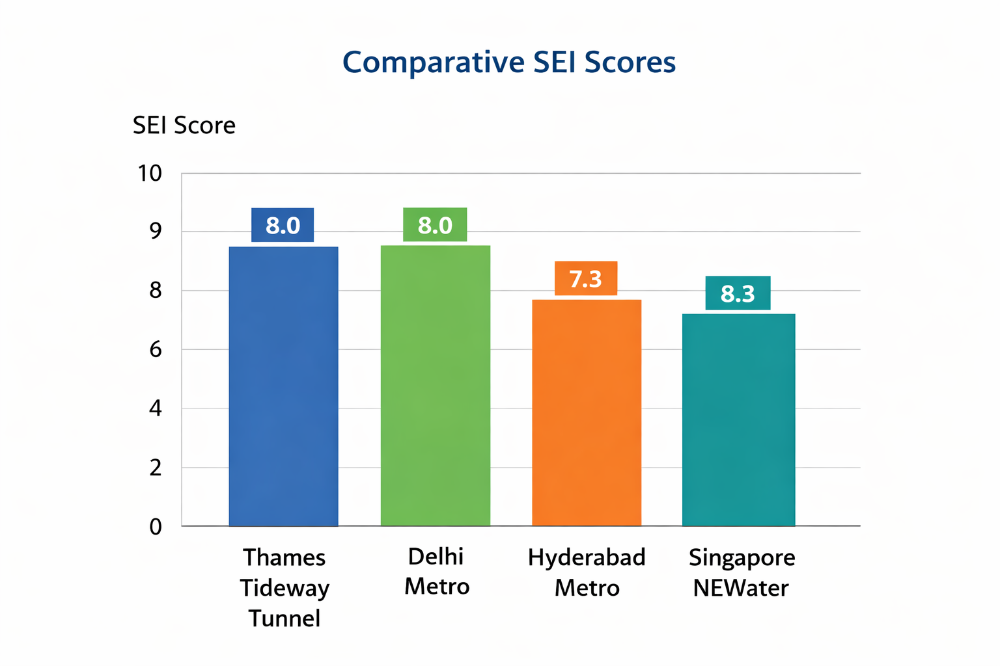 Comparative SEI Scores
SEI Score
10
9
8
6
4
2
0
8.0
8.0
7.3
8.3
Thames
Tideway
Tunnel
Delhi
Metro
Hyderabad
Metro
Singapore
NEWater